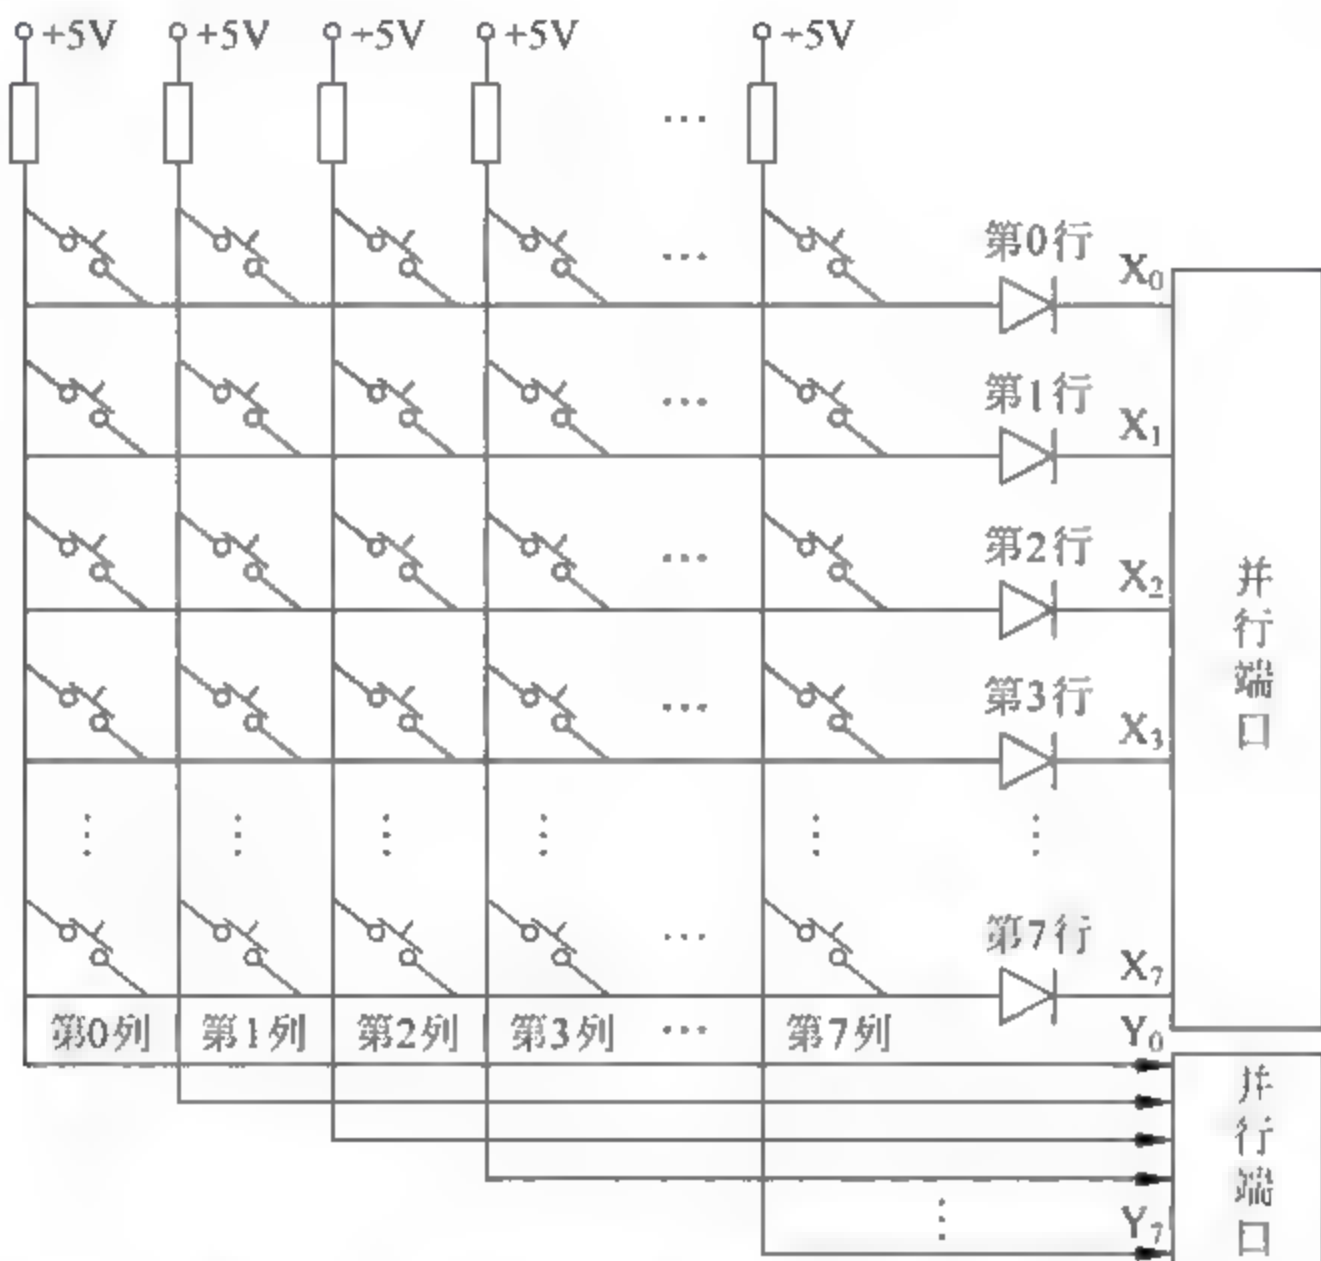 +5V +5V +5V +5V +5V
...
第0行 X₀
...
第1行 X₁
...
第2行 X₂
...
第3行 X₃
...
第7行 X₇
...
并行端口
第0列 第1列 第2列 第3列 ... 第7列 Y₀
Y₇
并行端口